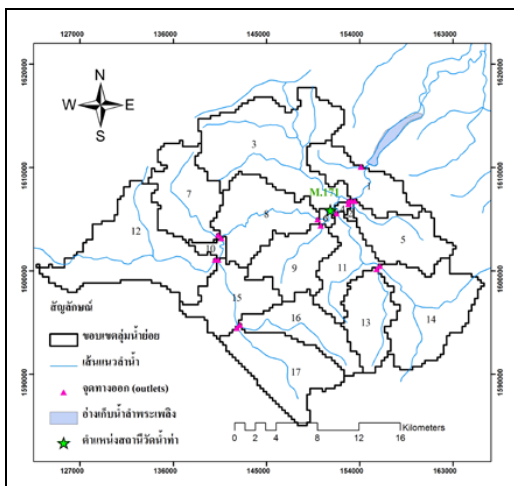 127000 136000 145000 154000 163000
1620000 1620000
N
W E
S
3
1610000 1610000
1
M.171
7
8
12
5
10
9
11
1600000 1600000
สัญลักษณ์
15
14
16
13
ขอบเขตลุ่มน้ำย่อย
เส้นแนวลำน้ำ
17
1590000 1590000
จุดทางออก (outlets)
อ่างเก็บน้ำลำพระเพลิง
Kilometers
ตำแหน่งสถานีวัดน้ำท่า
0 2 4 8 12 16
127000 136000 145000 154000 163000